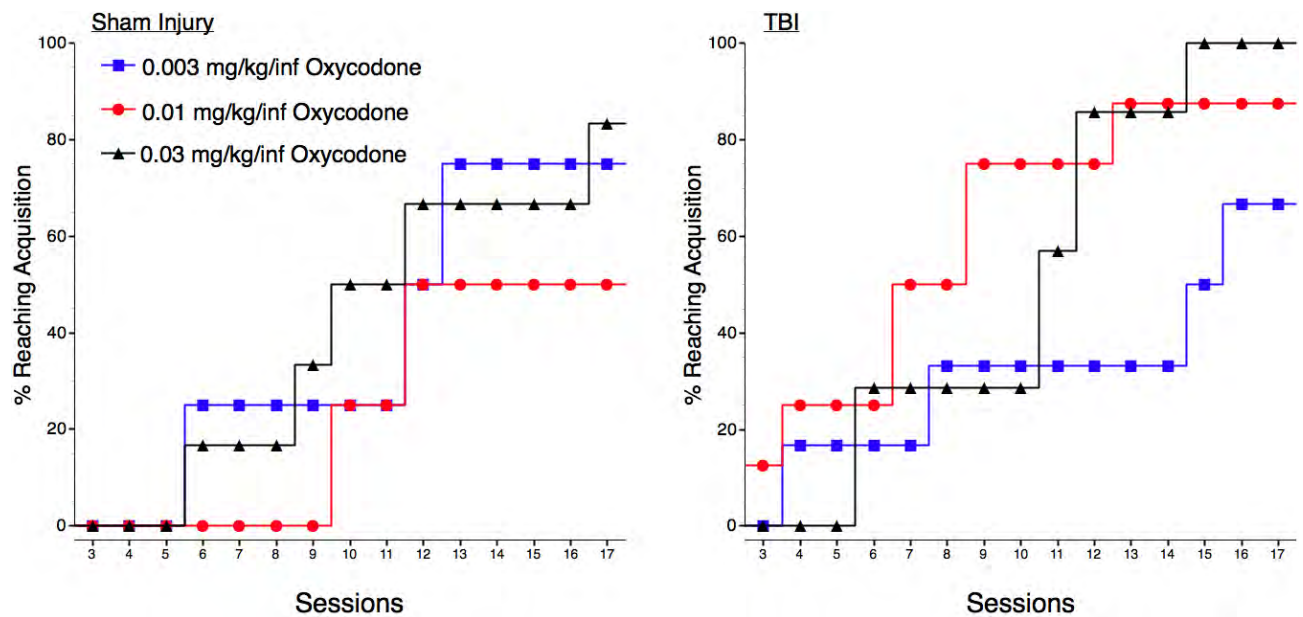 Sham Injury
100
80
60
40
20
0
% Reaching Acquisition
0.003 mg/kg/inf Oxycodone
0.01 mg/kg/inf Oxycodone
0.03 mg/kg/inf Oxycodone
3 4 5 6 7 8 9 10 11 12 13 14 15 16 17
Sessions
TBI
100
80
60
40
20
0
% Reaching Acquisition
3 4 5 6 7 8 9 10 11 12 13 14 15 16 17
Sessions